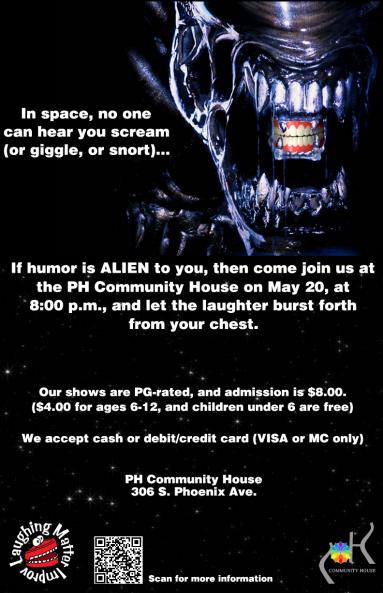 In space, no one
can hear you scream
(or giggle, or snort)...
If humor is ALIEN to you, then come join us at
the PH Community House on May 20, at
8:00 p.m., and let the laughter burst forth
from your chest.
Our shows are PG-rated, and admission is $8.00.
($4.00 for ages 6-12, and children under 6 are free)
We accept cash or debit/credit card (VISA or MC only)
PH Community House
306 S. Phoenix Ave.
Laughing Matter Improv
Scan for more information
COMMUNITY HOUSE